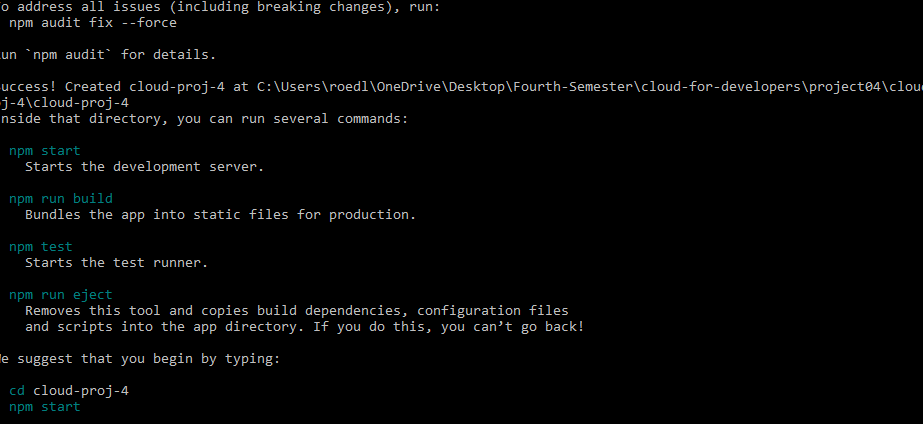 o address all issues (including breaking changes), run:
npm audit fix --force
un `npm audit` for details.
uccess! Created cloud-proj-4 at C:\Users\roedl\OneDrive\Desktop\Fourth-Semester\cloud-for-developers\project04\clou
oj-4\cloud-proj-4
nside that directory, you can run several commands:
npm start
Starts the development server.
npm run build
Bundles the app into static files for production.
npm test
Starts the test runner.
npm run eject
Removes this tool and copies build dependencies, configuration files
and scripts into the app directory. If you do this, you can’t go back!
e suggest that you begin by typing:
cd cloud-proj-4
npm start